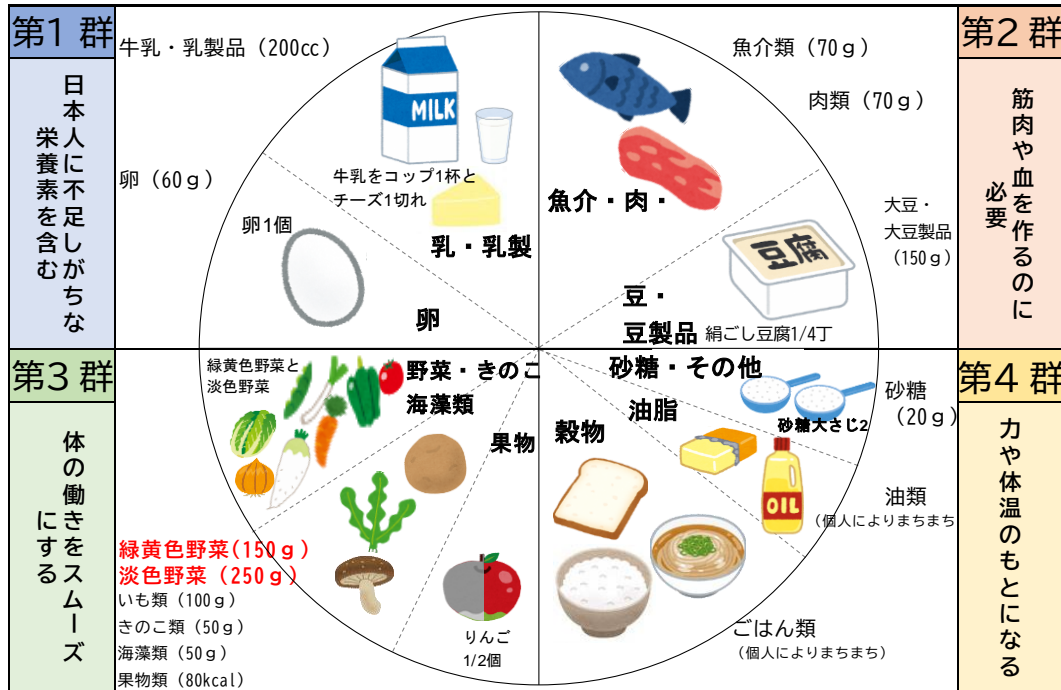 第1 群
日本人に不足しがちな
栄養素を含む
牛乳・乳製品（200cc）
卵（60ｇ）
MILK
牛乳をコップ1杯と
チーズ1切れ
乳・乳製
卵1個
卵
第2 群
筋肉や血を作るのに
必要
魚介類（70ｇ）
肉類（70ｇ）
魚介・肉・
大豆・
大豆製品
（150ｇ）
豆腐
豆・
豆製品
絹ごし豆腐1/4丁
第3 群
体の働きをスムーズ
にする
緑黄色野菜と
淡色野菜
野菜・きのこ
海藻類
果物
緑黄色野菜(150ｇ)
淡色野菜（250ｇ）
いも類（100ｇ）
きのこ類（50ｇ）
海藻類（50ｇ）
果物類（80kcal）
りんご
1/2個
第4 群
力や体温のもとになる
砂糖・その他
油脂
穀物
砂糖大さじ2
砂糖
（20ｇ）
OIL
油類
（個人によりまちまち
ごはん類
（個人によりまちまち）